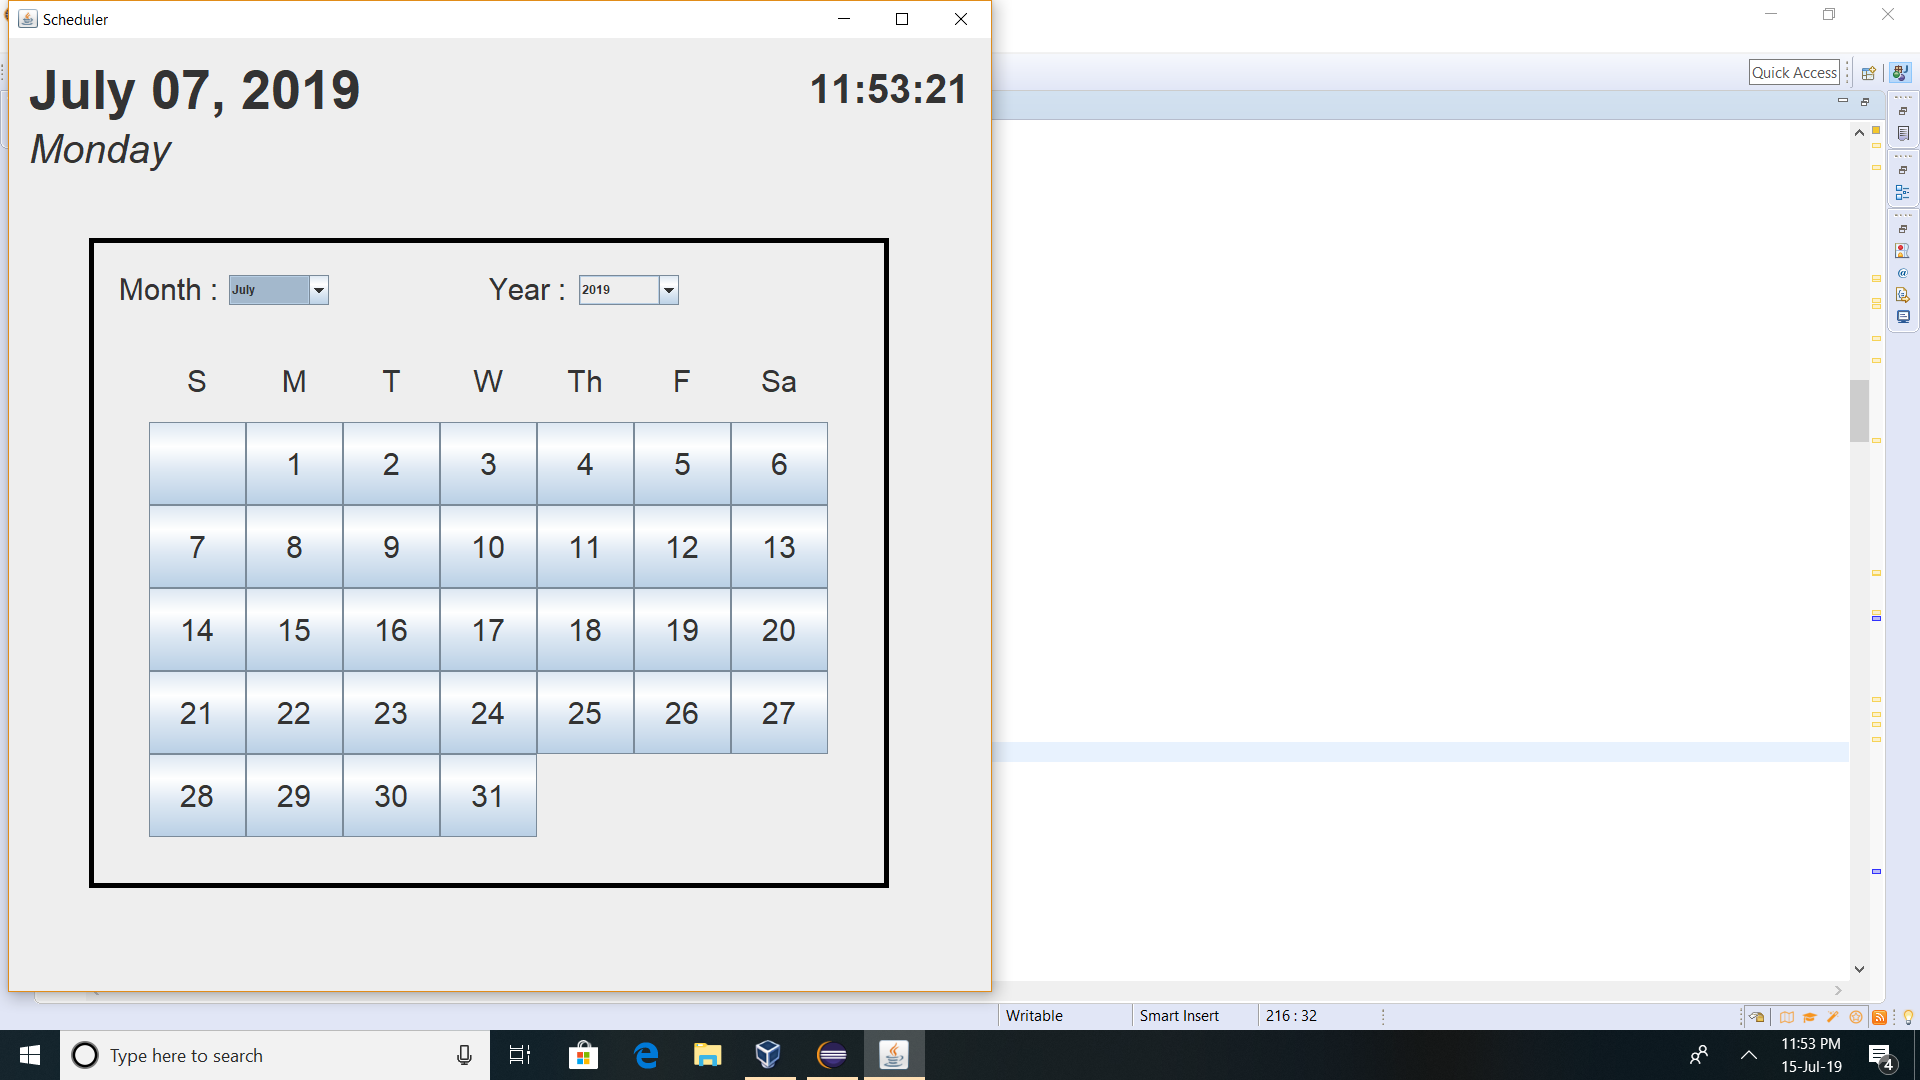 Scheduler
July 07, 2019
11:53:21
Monday
Quick Access
Month :
July
Year :
2019
S M T W Th F Sa
1 2 3 4 5 6
7 8 9 10 11 12 13
14 15 16 17 18 19 20
21 22 23 24 25 26 27
28 29 30 31
Writable
Smart Insert
216 : 32
Type here to search
11:53 PM
15-Jul-19
4